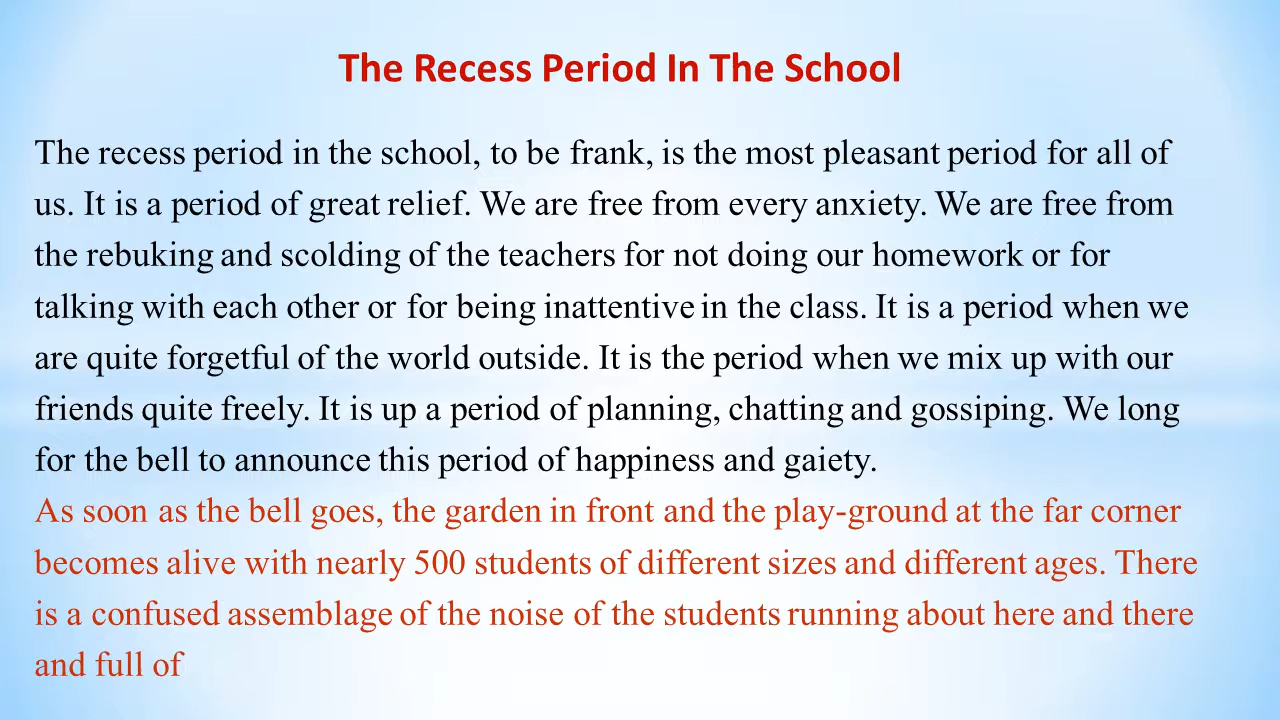 The Recess Period In The School
The recess period in the school, to be frank, is the most pleasant period for all of
us. It is a period of great relief. We are free from every anxiety. We are free from
the rebuking and scolding of the teachers for not doing our homework or for
talking with each other or for being inattentive in the class. It is a period when we
are quite forgetful of the world outside. It is the period when we mix up with our
friends quite freely. It is up a period of planning, chatting and gossiping. We long
for the bell to announce this period of happiness and gaiety.
As soon as the bell goes, the garden in front and the play-ground at the far corner
becomes alive with nearly 500 students of different sizes and different ages. There
is a confused assemblage of the noise of the students running about here and there
and full of